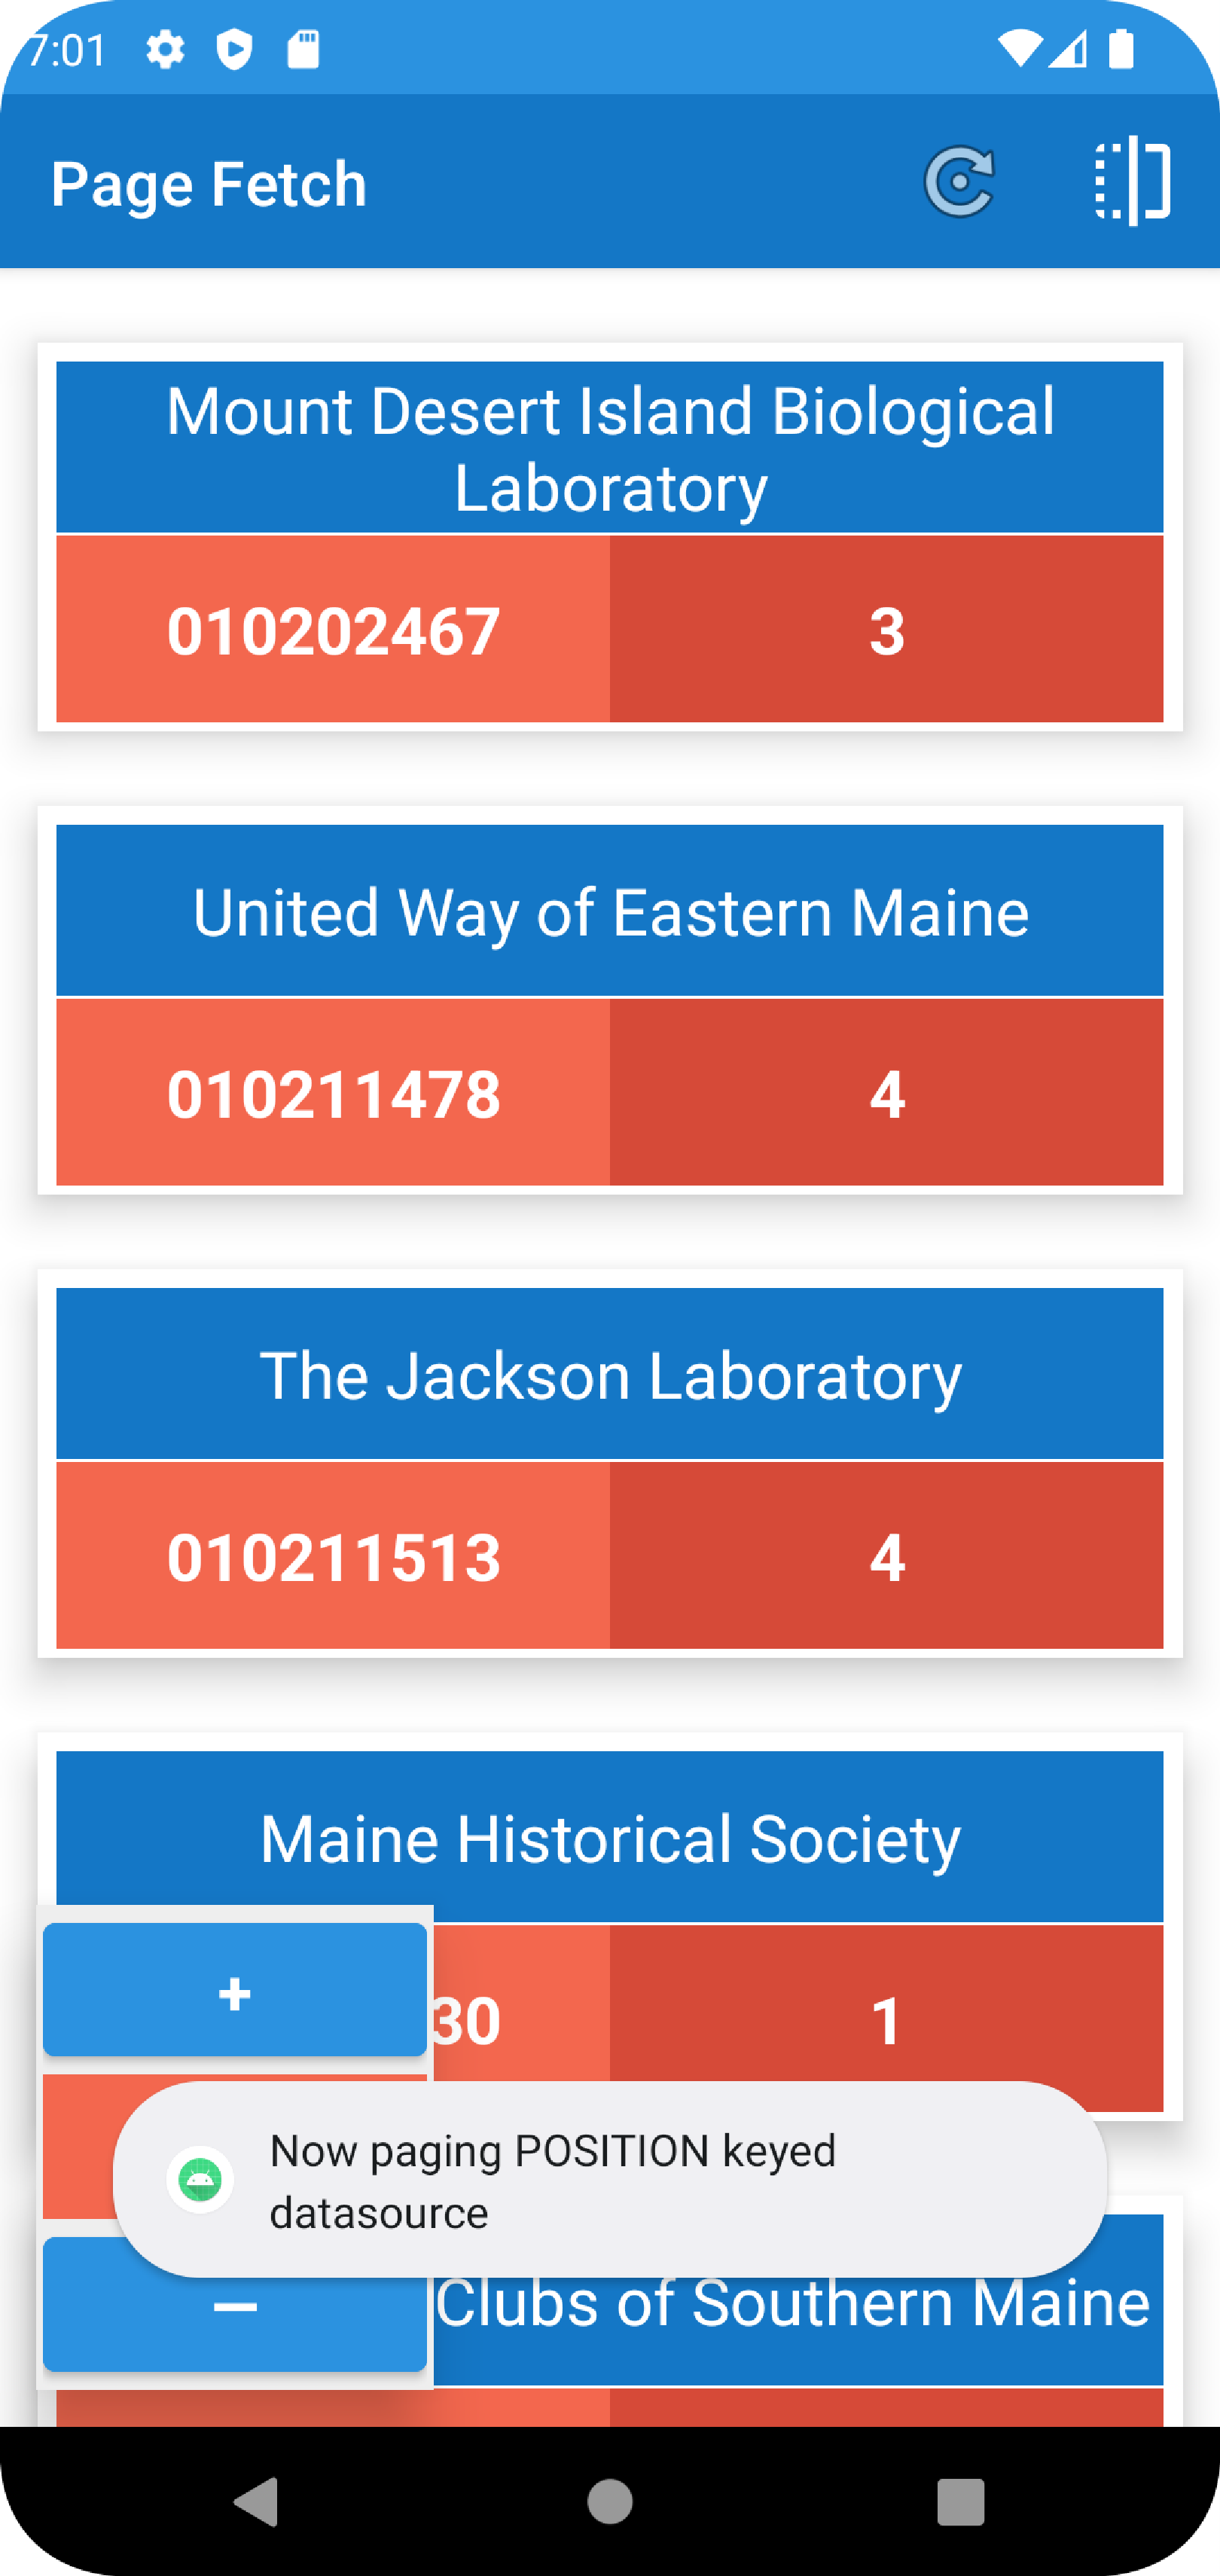 7:01
Page Fetch
Mount Desert Island Biological
Laboratory
010202467
3
United Way of Eastern Maine
010211478
4
The Jackson Laboratory
010211513
4
Maine Historical Society
+
30
1
Now paging POSITION keyed
datasource
–
Clubs of Southern Maine